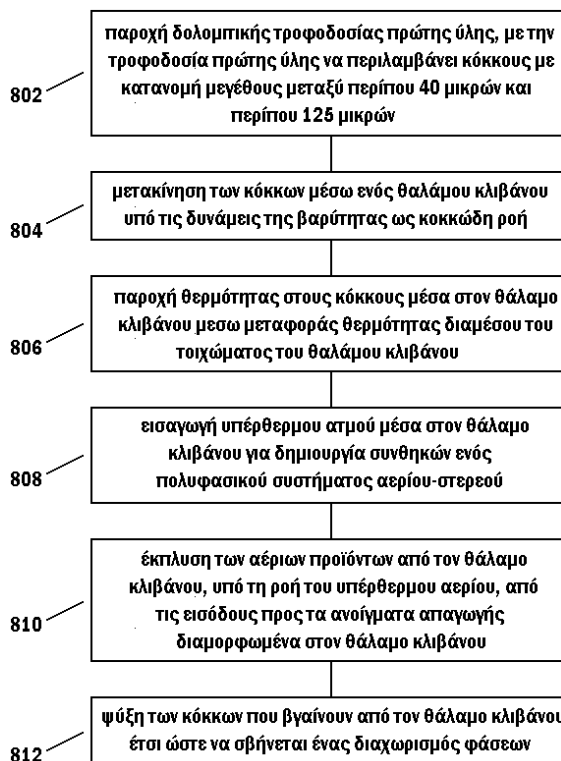 παροχή δολομιτικής τροφοδοσίας πρώτης ύλης, με την
τροφοδοσία πρώτης ύλης να περιλαμβάνει κόκκους με
κατανομή μεγέθους μεταξύ περίπου 40 μικρών και
περίπου 125 μικρών
802
μετακίνηση των κόκκων μέσω ενός θαλάμου κλιβάνου
υπό τις δυνάμεις της βαρύτητας ως κοκκώδη ροή
804
παροχή θερμότητας στους κόκκους μέσα στον θάλαμο
κλιβάνου μεσω μεταφοράς θερμότητας διαμέσου του
τοιχώματος του θαλάμου κλιβάνου
806
εισαγωγή υπέρθερμου ατμού μέσα στον θάλαμο
κλιβάνου για δημιουργία συνθηκών ενός
πολυφασικού συστήματος αερίου-στερεού
808
έκπλυση των αέριων προϊόντων από τον θάλαμο
κλιβάνου, υπό τη ροή του υπέρθερμου αερίου, από
τις εισόδους προς τα ανοίγματα απαγωγής
διαμορφωμένα στον θάλαμο κλιβάνου
810
ψύξη των κόκκων που βγαίνουν από τον θάλαμο κλιβάνου
έτσι ώστε να σβήνεται ένας διαχωρισμός φάσεων
812